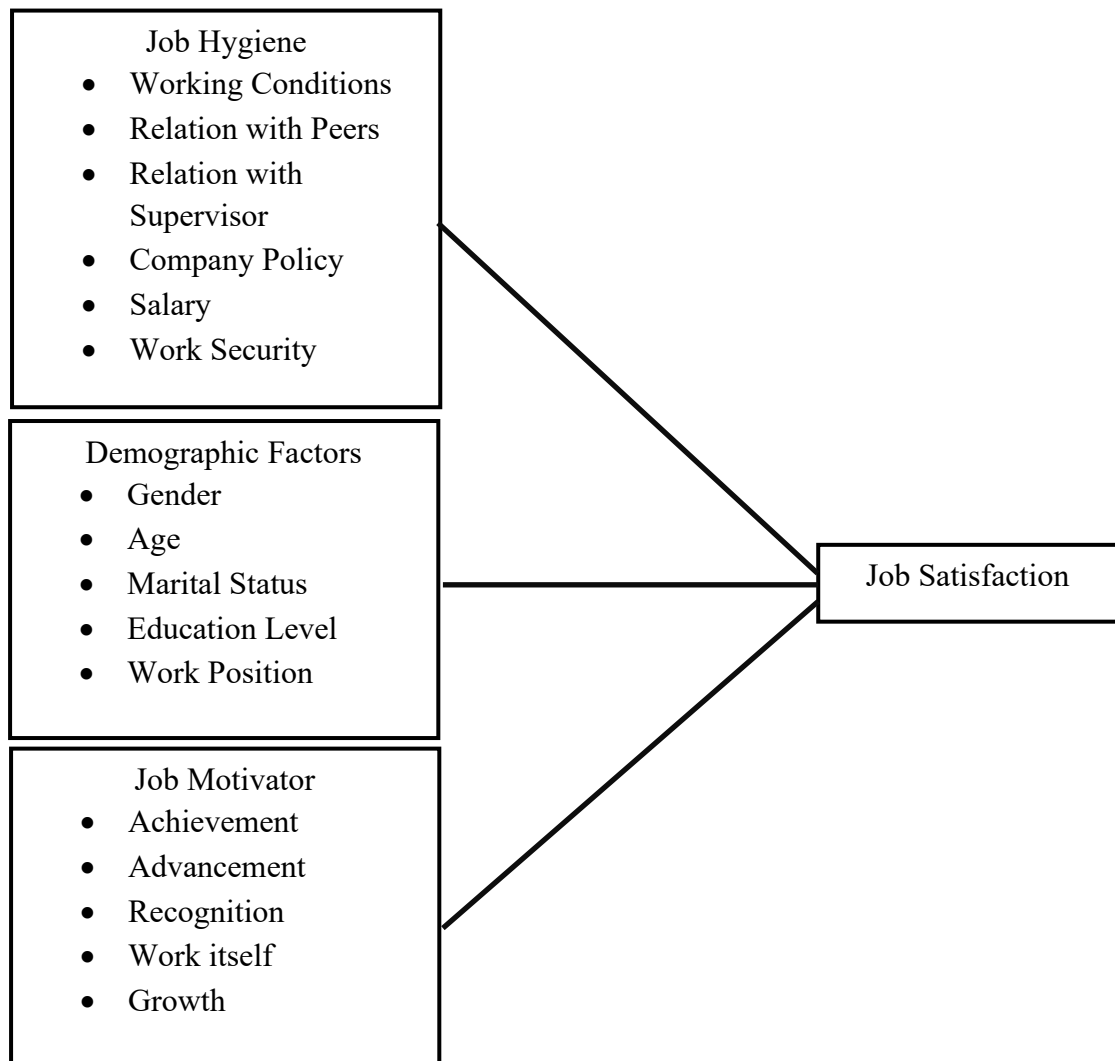 Job Hygiene
• Working Conditions
• Relation with Peers
• Relation with
Supervisor
• Company Policy
• Salary
• Work Security
Demographic Factors
• Gender
• Age
• Marital Status
• Education Level
• Work Position
Job Satisfaction
Job Motivator
• Achievement
• Advancement
• Recognition
• Work itself
• Growth